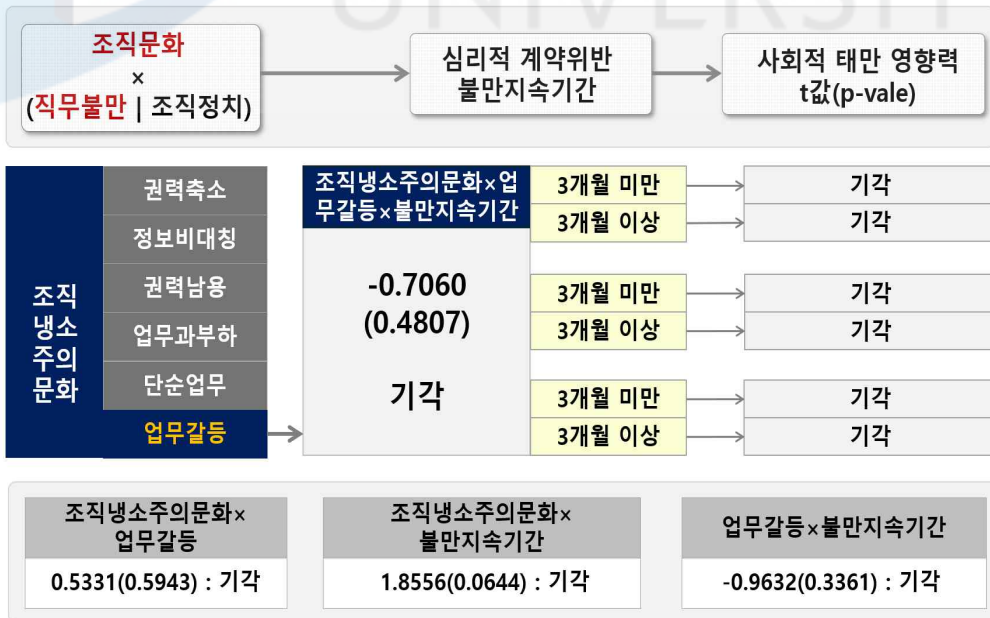 UNIVERSIT
조직문화
×
(직무불만 | 조직정치)
심리적 계약위반
불만지속기간
사회적 태만 영향력
t값(p-vale)
조직
냉소
주의
문화
권력축소
정보비대칭
권력남용
업무과부하
단순업무
업무갈등
조직냉소주의문화×업
무갈등×불만지속기간
-0.7060
(0.4807)
기각
3개월 미만
기각
3개월 이상
기각
3개월 미만
기각
3개월 이상
기각
3개월 미만
기각
3개월 이상
기각
조직냉소주의문화×
업무갈등
0.5331(0.5943) : 기각
조직냉소주의문화×
불만지속기간
1.8556(0.0644) : 기각
업무갈등×불만지속기간
-0.9632(0.3361) : 기각